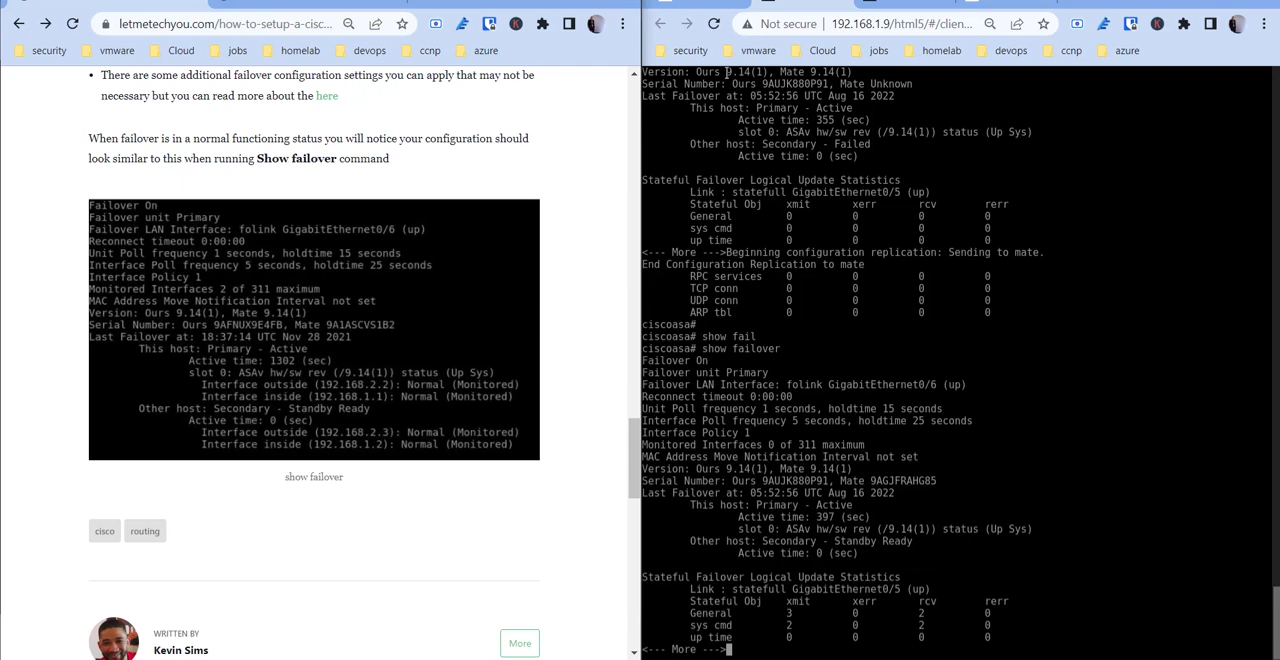 letmetechyou.com/how-to-setup-a-cisc...
security vmware Cloud jobs homelab devops ccnp azure
• There are some additional failover configuration settings you can apply that may not be
necessary but you can read more about the here
When failover is in a normal functioning status you will notice your configuration should
look similar to this when running Show failover command
Failover On
Failover unit Primary
Failover LAN Interface: folink GigabitEthernet0/6 (up)
Reconnect timeout 0:00:00
Unit Poll frequency 1 seconds, holdtime 15 seconds
Interface Poll frequency 5 seconds, holdtime 25 seconds
Interface Policy 1
Monitored Interfaces 2 of 311 maximum
MAC Address Move Notification Interval not set
Version: Ours 9.14(1), Mate 9.14(1)
Serial Number: Ours 9AFNUX9E4FB, Mate 9A1ASCVS1B2
Last Failover at: 18:37:14 UTC Nov 28 2021
This host: Primary - Active
Active time: 1302 (sec)
slot 0: ASAv hw/sw rev (/9.14(1)) status (Up Sys)
Interface outside (192.168.2.2): Normal (Monitored)
Interface inside (192.168.1.1): Normal (Monitored)
Other host: Secondary - Standby Ready
Active time: 0 (sec)
Interface outside (192.168.2.3): Normal (Monitored)
Interface inside (192.168.1.2): Normal (Monitored)
show failover
cisco routing
WRITTEN BY
Kevin Sims
More
Not secure 192.168.1.9/html5/#/clien...
security vmware Cloud jobs homelab devops ccnp azure
Version: Ours 9.14(1), Mate 9.14(1)
Serial Number: Ours 9AUJK880P91, Mate Unknown
Last Failover at: 05:52:56 UTC Aug 16 2022
This host: Primary - Active
Active time: 355 (sec)
slot 0: ASAv hw/sw rev (/9.14(1)) status (Up Sys)
Other host: Secondary - Failed
Active time: 0 (sec)
Stateful Failover Logical Update Statistics
Link : statefull GigabitEthernet0/5 (up)
Stateful Obj xmit xerr rcv rerr
General 0 0 0 0
sys cmd 0 0 0 0
up time 0 0 0 0
<--- More --->Beginning configuration replication: Sending to mate.
End Configuration Replication to mate
RPC services 0 0 0 0
TCP conn 0 0 0 0
UDP conn 0 0 0 0
ARP tbl 0 0 0 0
ciscoasa#
ciscoasa# show fail
ciscoasa# show failover
Failover On
Failover unit Primary
Failover LAN Interface: folink GigabitEthernet0/6 (up)
Reconnect timeout 0:00:00
Unit Poll frequency 1 seconds, holdtime 15 seconds
Interface Poll frequency 5 seconds, holdtime 25 seconds
Interface Policy 1
Monitored Interfaces 0 of 311 maximum
MAC Address Move Notification Interval not set
Version: Ours 9.14(1), Mate 9.14(1)
Serial Number: Ours 9AUJK880P91, Mate 9AGJFRAHG85
Last Failover at: 05:52:56 UTC Aug 16 2022
This host: Primary - Active
Active time: 397 (sec)
slot 0: ASAv hw/sw rev (/9.14(1)) status (Up Sys)
Other host: Secondary - Standby Ready
Active time: 0 (sec)
Stateful Failover Logical Update Statistics
Link : statefull GigabitEthernet0/5 (up)
Stateful Obj xmit xerr rcv rerr
General 3 0 2 0
sys cmd 2 0 2 0
up time 0 0 0 0
<--- More --->